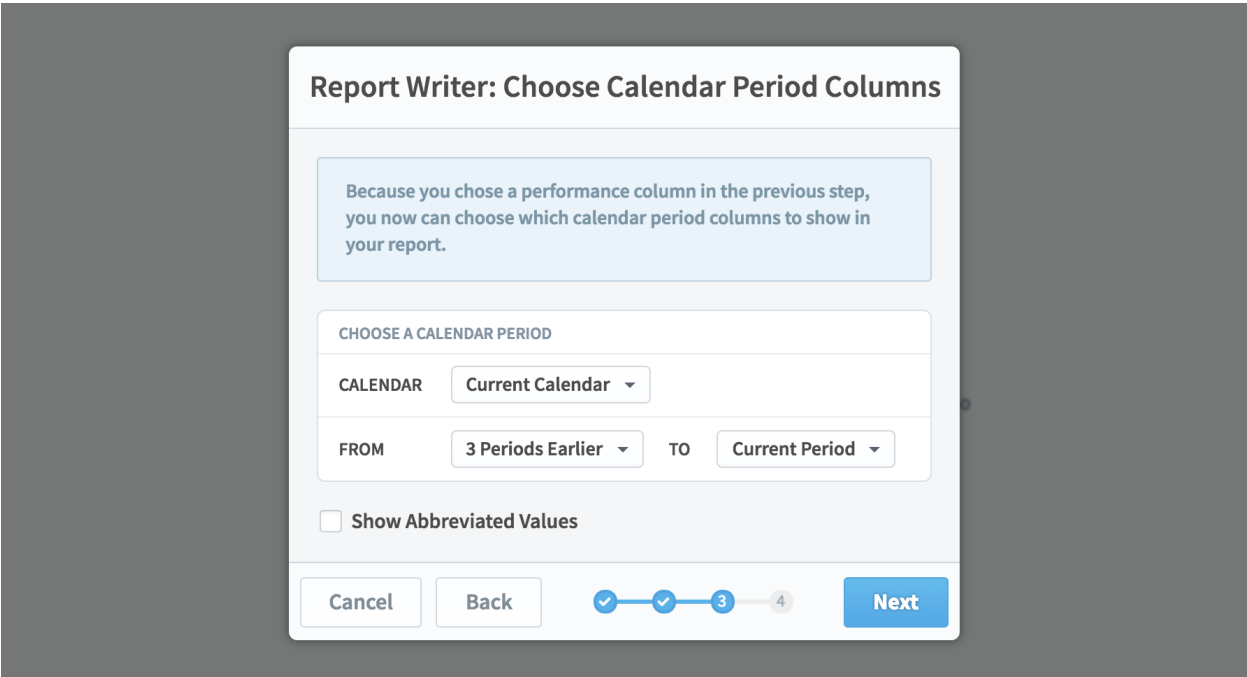 Report Writer: Choose Calendar Period Columns
Because you chose a performance column in the previous step,
you now can choose which calendar period columns to show in
your report.
CHOOSE A CALENDAR PERIOD
CALENDAR Current Calendar
FROM 3 Periods Earlier TO Current Period
Show Abbreviated Values
Cancel Back 3 4 Next